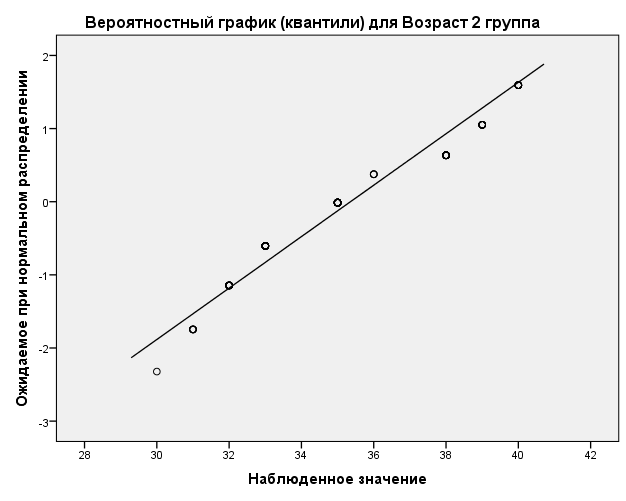 Вероятностный график (квантили) для Возраст 2 группа
Ожидаемое при нормальном распределении
2
1
0
-1
-2
-3
28 30 32 34 36 38 40 42
Наблюденное значение